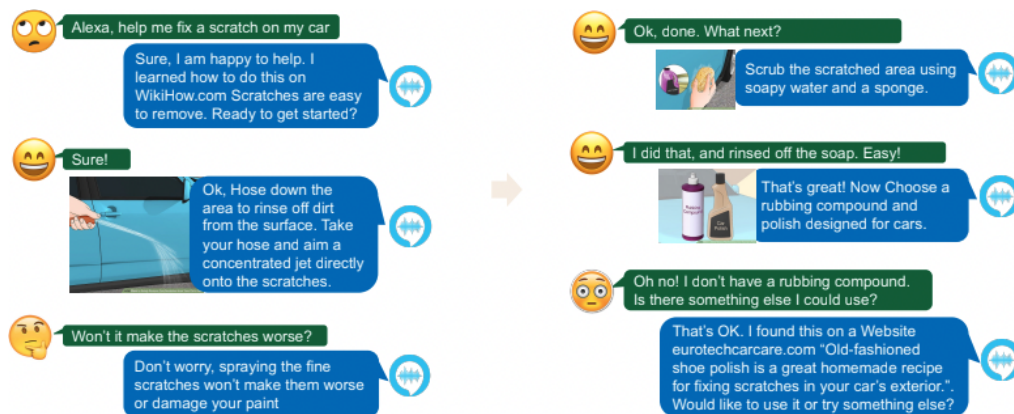 Alexa, help me fix a scratch on my car
Sure, I am happy to help. I
learned how to do this on
WikiHow.com Scratches are easy
to remove. Ready to get started?
Sure!
Ok, Hose down the
area to rinse off dirt
from the surface. Take
your hose and aim a
concentrated jet directly
onto the scratches.
Won't it make the scratches worse?
Don't worry, spraying the fine
scratches won't make them worse
or damage your paint
Ok, done. What next?
Scrub the scratched area using
soapy water and a sponge.
I did that, and rinsed off the soap. Easy!
That's great! Now Choose a
rubbing compound and
polish designed for cars.
Rubbing
Compound
Car
Polish
Oh no! I don't have a rubbing compound.
Is there something else I could use?
That's OK. I found this on a Website
eurotechcarcare.com “Old-fashioned
shoe polish is a great homemade recipe
for fixing scratches in your car's exterior.”.
Would like to use it or try something else?